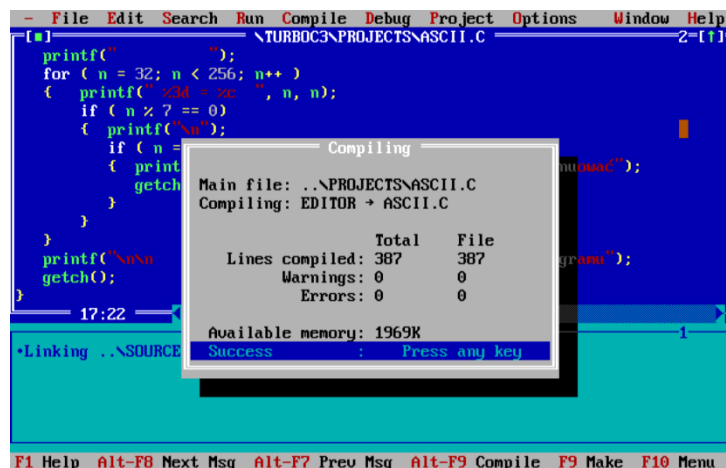 - File Edit Search Run Compile Debug Project Options Window Help
[■] \TURBOC3\PROJECTS\ASCII.C 2=[↑]
printf(" ");
for ( n = 32; n < 256; n++ )
{ printf(" %3d = %c ", n, n);
if ( n % 7 == 0)
{ printf("\n");
if ( n =
{ print muować");
getch
}
}
}
printf("\n\n gramu");
getch();
}
17:22
Compiling
Main file: ..\PROJECTS\ASCII.C
Compiling: EDITOR → ASCII.C
Total File
Lines compiled: 387 387
Warnings: 0 0
Errors: 0 0
Available memory: 1969K
Success : Press any key
1
•Linking ..\SOURCE
F1 Help Alt-F8 Next Msg Alt-F7 Prev Msg Alt-F9 Compile F9 Make F10 Menu